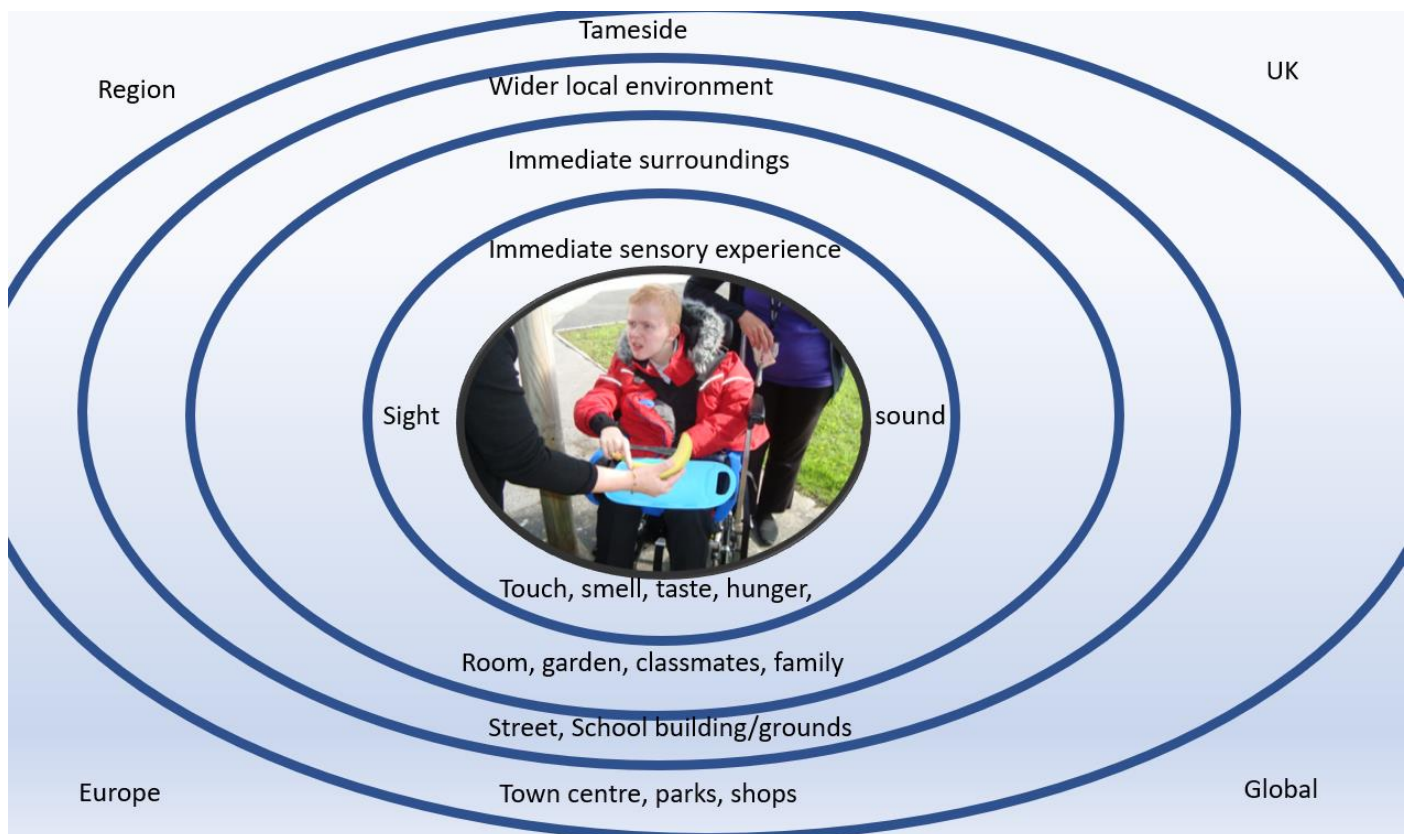 Tameside
Region
UK
Wider local environment
Immediate surroundings
Immediate sensory experience
Sight
sound
Touch, smell, taste, hunger,
Room, garden, classmates, family
Street, School building/grounds
Europe
Town centre, parks, shops
Global